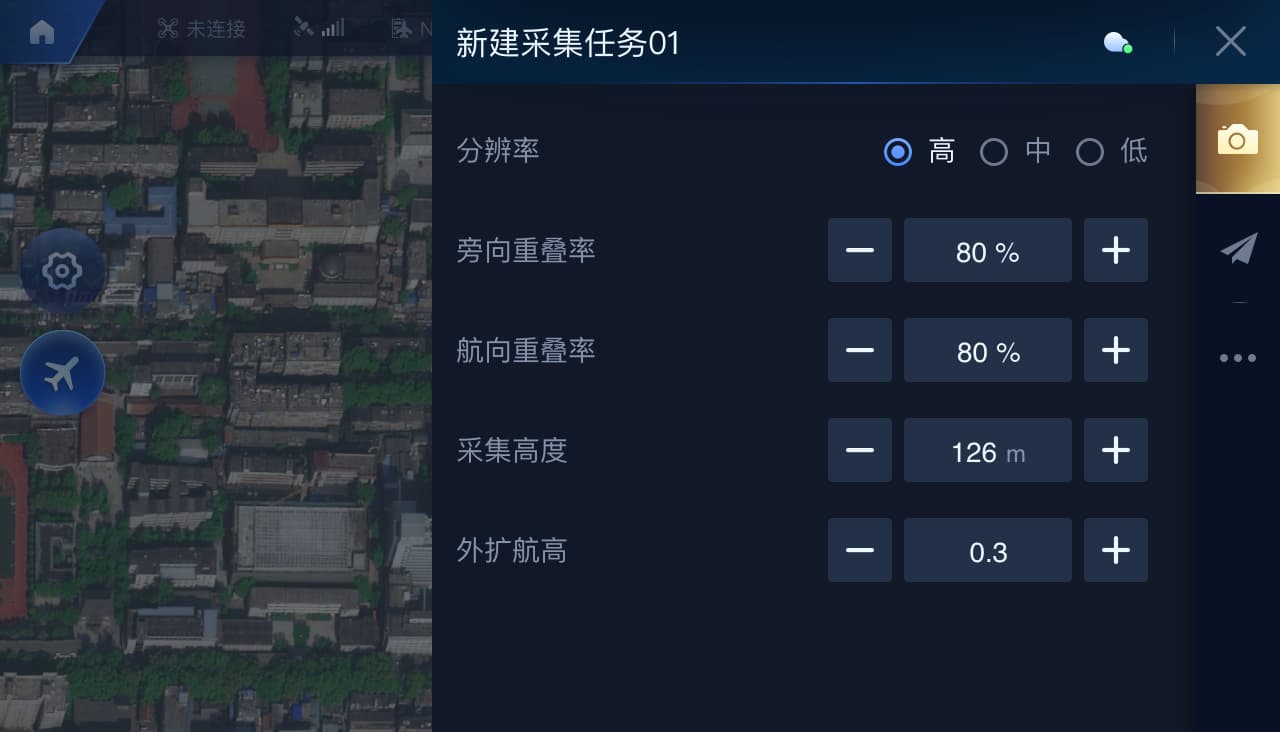 未连接
N
新建采集任务01
分辨率 高 中 低
旁向重叠率 80 %
航向重叠率 80 %
采集高度 126 m
外扩航高 0.3